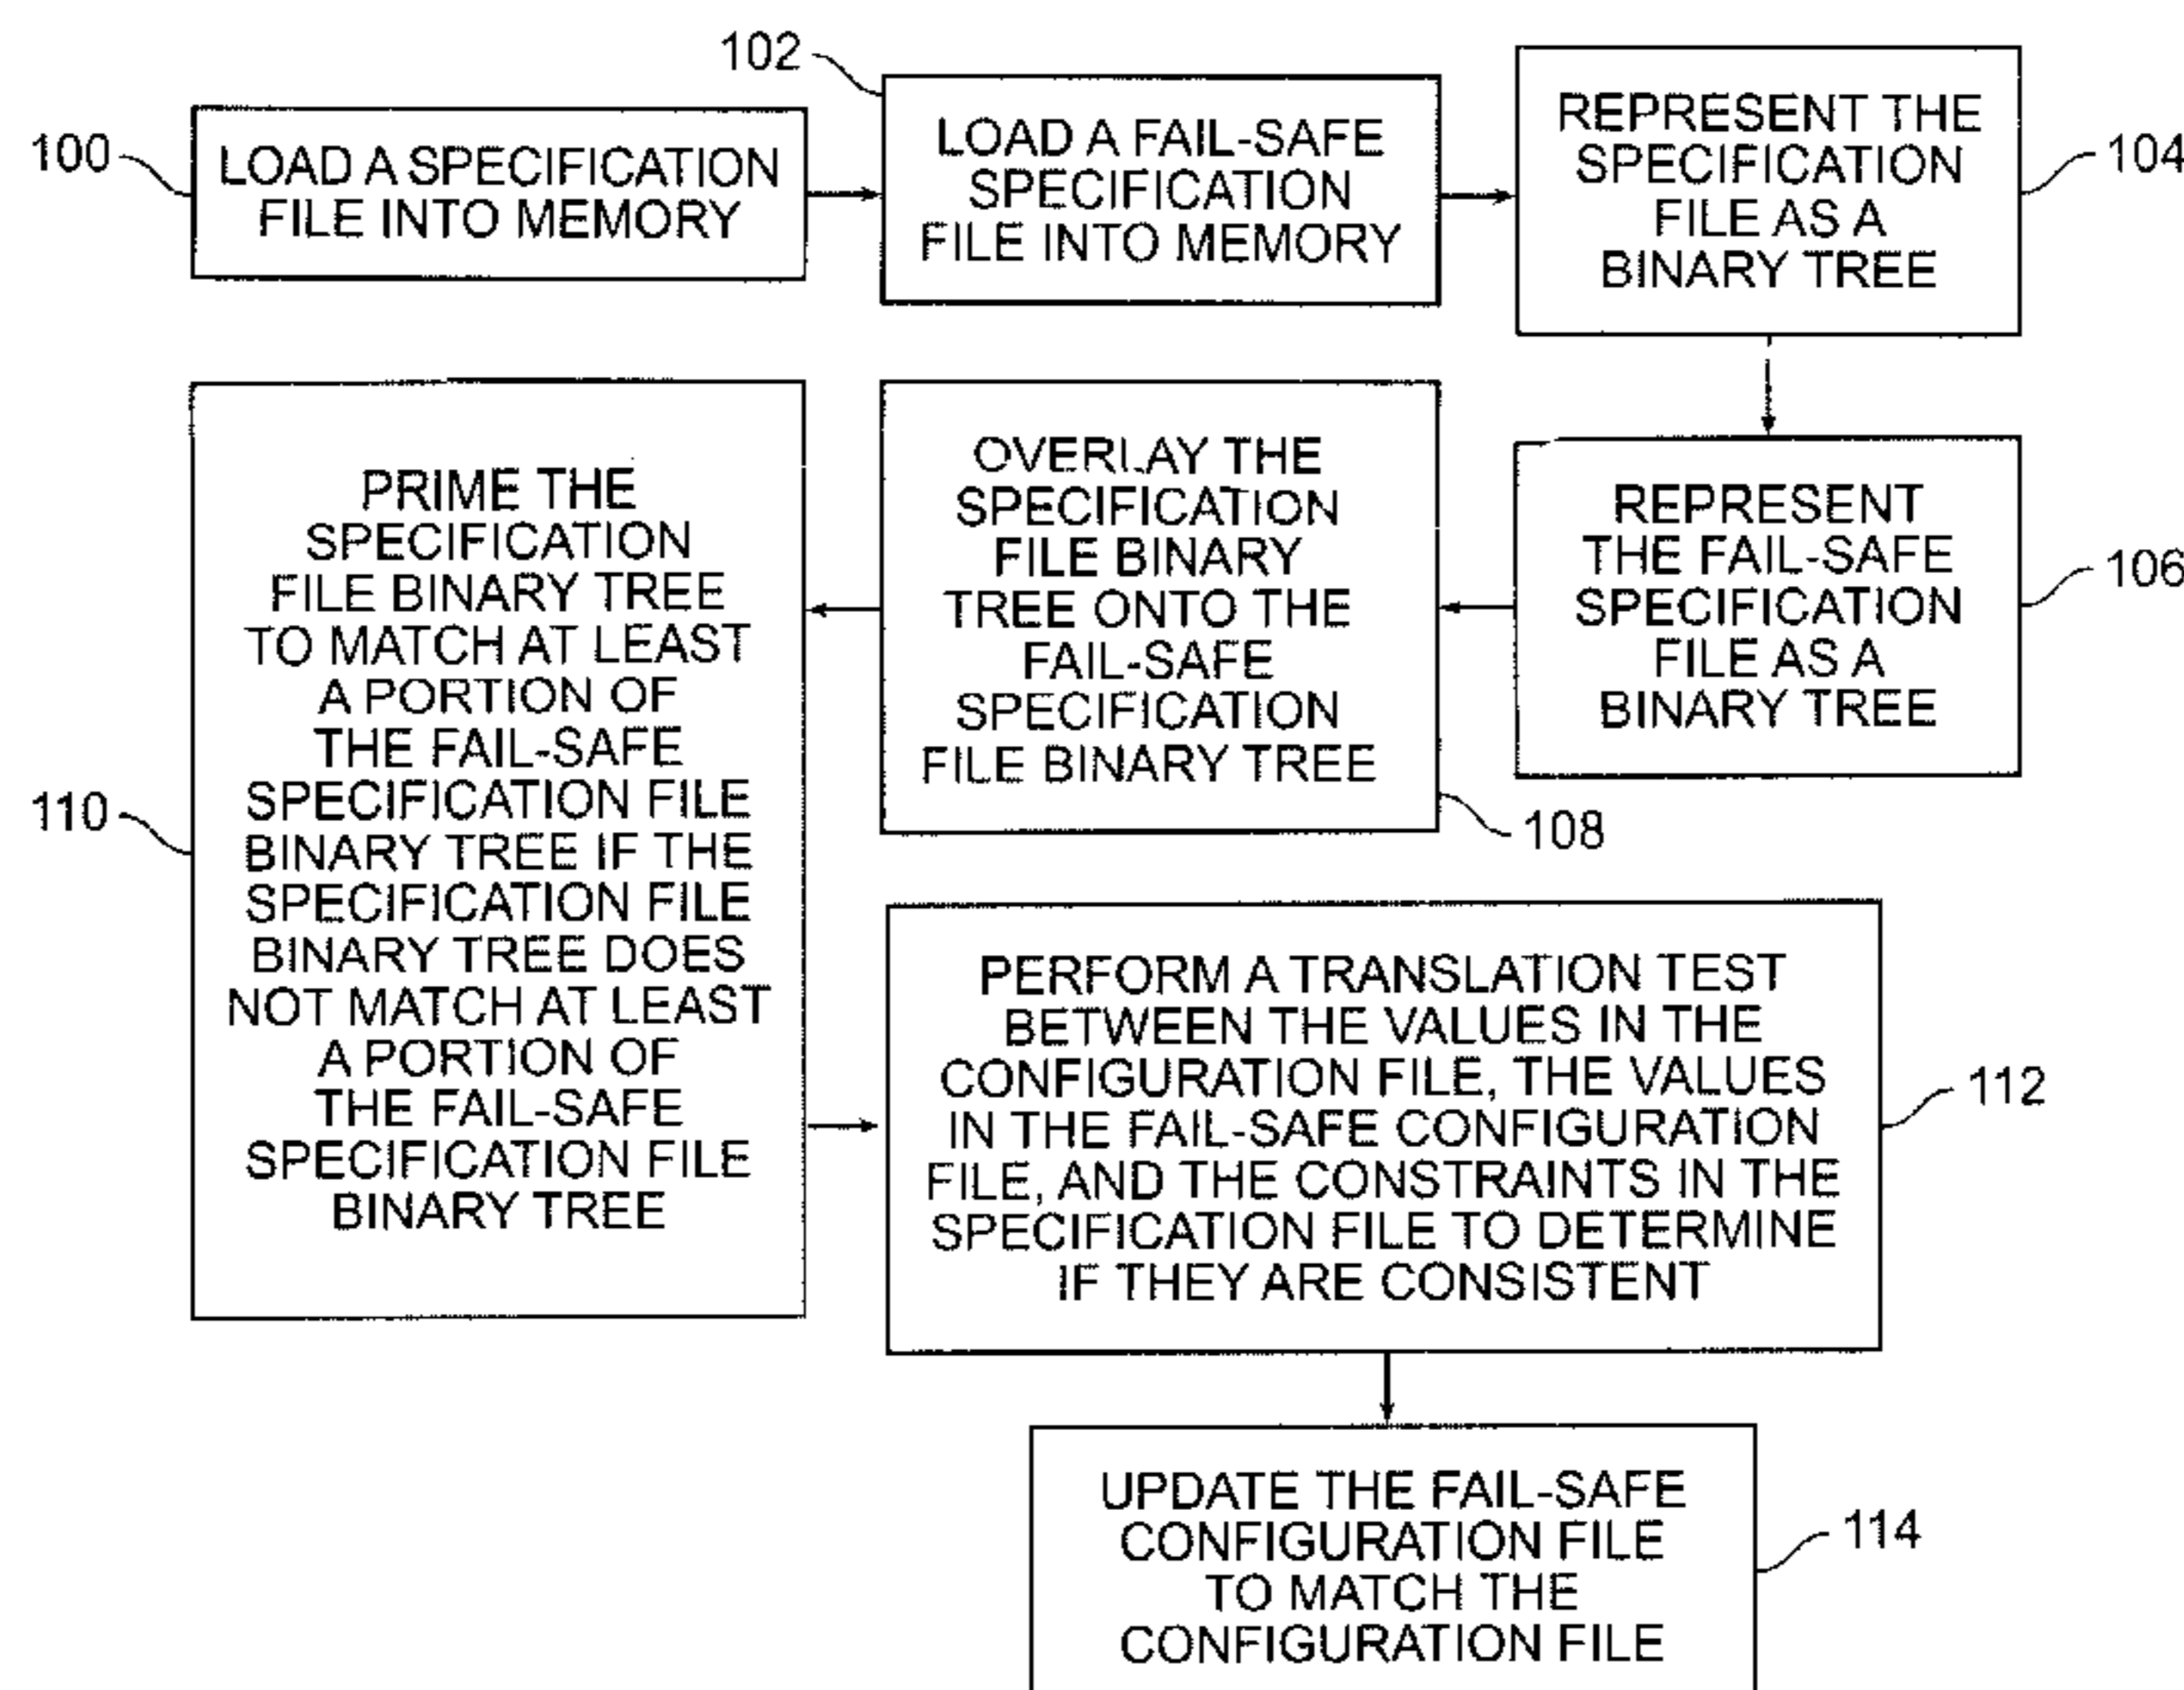 100
LOAD A SPECIFICATION
FILE INTO MEMORY
102
LOAD A FAIL-SAFE
SPECIFICATION
FILE INTO MEMORY
REPRESENT THE
SPECIFICATION
FILE AS A
BINARY TREE
104
REPRESENT
THE FAIL-SAFE
SPECIFICATION
FILE AS A
BINARY TREE
106
OVERLAY THE
SPECIFICATION
FILE BINARY
TREE ONTO THE
FAIL-SAFE
SPECIFICATION
FILE BINARY TREE
108
110
PRIME THE
SPECIFICATION
FILE BINARY TREE
TO MATCH AT LEAST
A PORTION OF
THE FAIL-SAFE
SPECIFICATION FILE
BINARY TREE IF THE
SPECIFICATION FILE
BINARY TREE DOES
NOT MATCH AT LEAST
A PORTION OF
THE FAIL-SAFE
SPECIFICATION FILE
BINARY TREE
PERFORM A TRANSLATION TEST
BETWEEN THE VALUES IN THE
CONFIGURATION FILE, THE VALUES
IN THE FAIL-SAFE CONFIGURATION
FILE, AND THE CONSTRAINTS IN THE
SPECIFICATION FILE TO DETERMINE
IF THEY ARE CONSISTENT
112
UPDATE THE FAIL-SAFE
CONFIGURATION FILE
TO MATCH THE
CONFIGURATION FILE
114